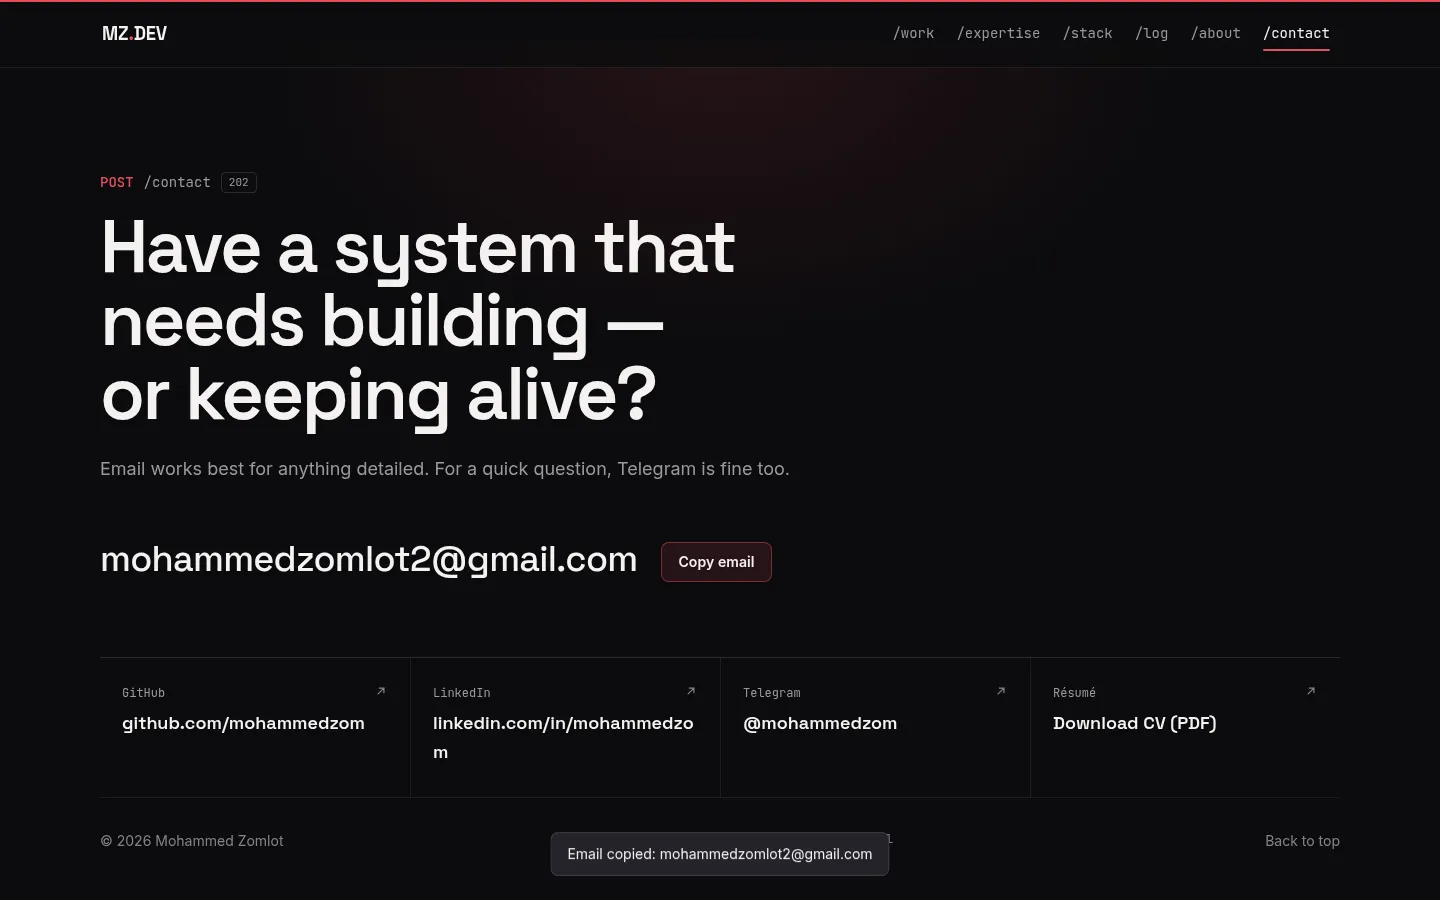 MZ.DEV
/work
/expertise
/stack
/log
/about
/contact
POST /contact 202
Have a system that
needs building —
or keeping alive?
Email works best for anything detailed. For a quick question, Telegram is fine too.
mohammedzomlot2@gmail.com
Copy email
GitHub ↗
github.com/mohammedzom
LinkedIn ↗
linkedin.com/in/mohammedzo
m
Telegram ↗
@mohammedzom
Résumé ↗
Download CV (PDF)
© 2026 Mohammed Zomlot
Email copied: mohammedzomlot2@gmail.com
Back to top